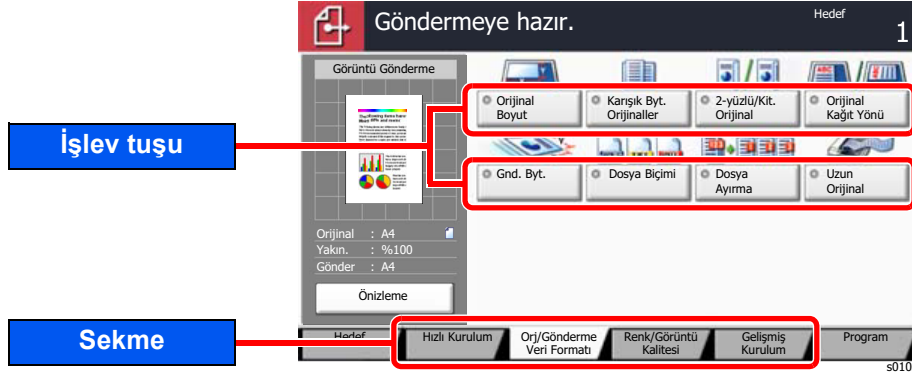 Göndermeye hazır.
Hedef
1
Görüntü Gönderme
Orijinal : A4
Yakın. : %100
Gönder : A4
Önizleme
İşlev tuşu
Orijinal
Boyut
Karışık Byt.
Orijinaller
2-yüzlü/Kit.
Orijinal
Orijinal
Kağıt Yönü
Gnd. Byt.
Dosya Biçimi
Dosya
Ayırma
Uzun
Orijinal
Sekme
Hedef
Hızlı Kurulum
Orj/Gönderme
Veri Formatı
Renk/Görüntü
Kalitesi
Gelişmiş
Kurulum
Program
s010